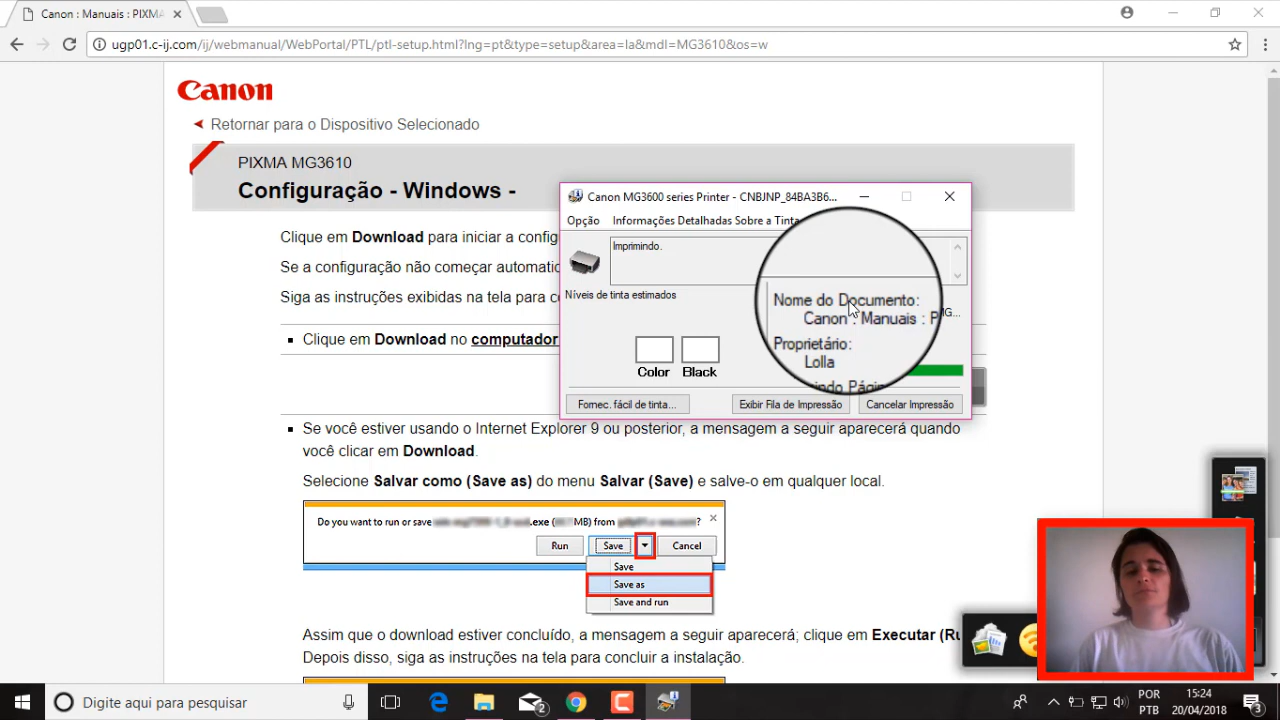 Canon : Manuais : PIXMA
ugp01.c-ij.com/ij/webmanual/WebPortal/PTL/ptl-setup.html?lng=pt&type=setup&area=la&mdl=MG3610&os=w
Canon
Retornar para o Dispositivo Selecionado
PIXMA MG3610
Configuração - Windows -
Clique em Download para iniciar a config
Se a configuração não começar automatic
Siga as instruções exibidas na tela para co
Clique em Download no computador
Canon MG3600 series Printer - CNBJNP_84BA3B6...
Opção Informações Detalhadas Sobre a Tinta
Imprimindo.
Níveis de tinta estimados
Nome do Documento:
Canon : Manuais : P MG...
Proprietário:
Lolla
indo Págin
Color Black
Fornec. fácil de tinta... Exibir Fila de Impressão Cancelar Impressão
Se você estiver usando o Internet Explorer 9 ou posterior, a mensagem a seguir aparecerá quando
você clicar em Download.
Selecione Salvar como (Save as) do menu Salvar (Save) e salve-o em qualquer local.
Do you want to run or save .exe ( MB) from ?
Run Save Cancel
Save
Save as
Save and run
Assim que o download estiver concluído, a mensagem a seguir aparecerá; clique em Executar (Ru
Depois disso, siga as instruções na tela para concluir a instalação.
Digite aqui para pesquisar
2
POR
PTB
15:24
20/04/2018
3